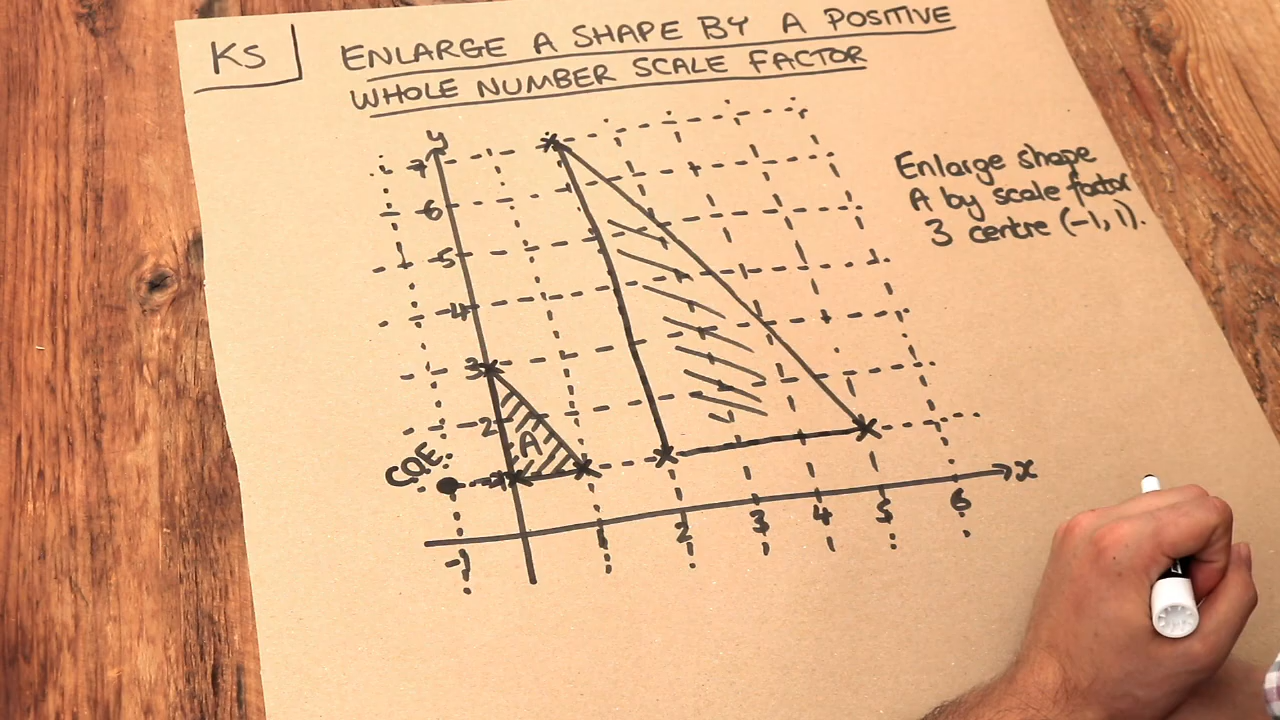 KS
ENLARGE A SHAPE BY A POSITIVE
WHOLE NUMBER SCALE FACTOR
Enlarge shape
A by scale factor
3 centre (-1, 1).
y
7
6
5
4
3
2
1
A
COE
x
-1
1
2
3
4
5
6